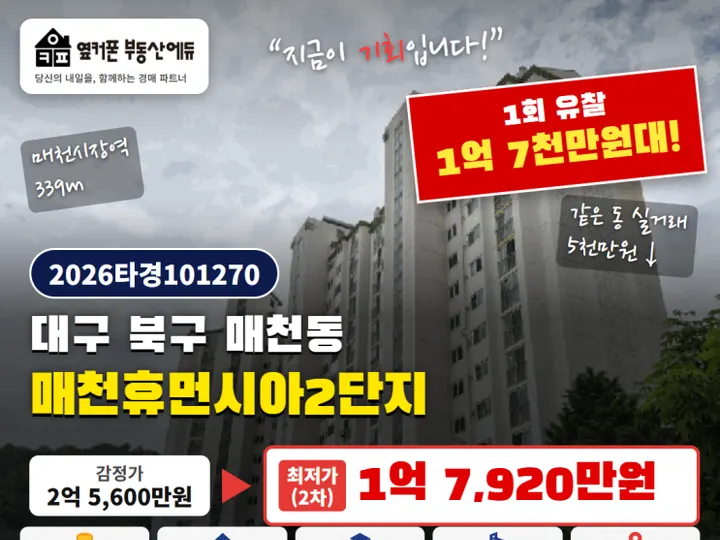 옆커폰 부동산에듀
당신의 내일을, 함께하는 경매 파트너
“지금이 기회입니다!”
1회 유찰
1억 7천만원대!
매천시장역
339m
같은 동 실거래
5천만원 ↓
2026타경101270
대구 북구 매천동
매천휴먼시아2단지
감정가
2억 5,600만원
최저가
(2차)
1억 7,920만원